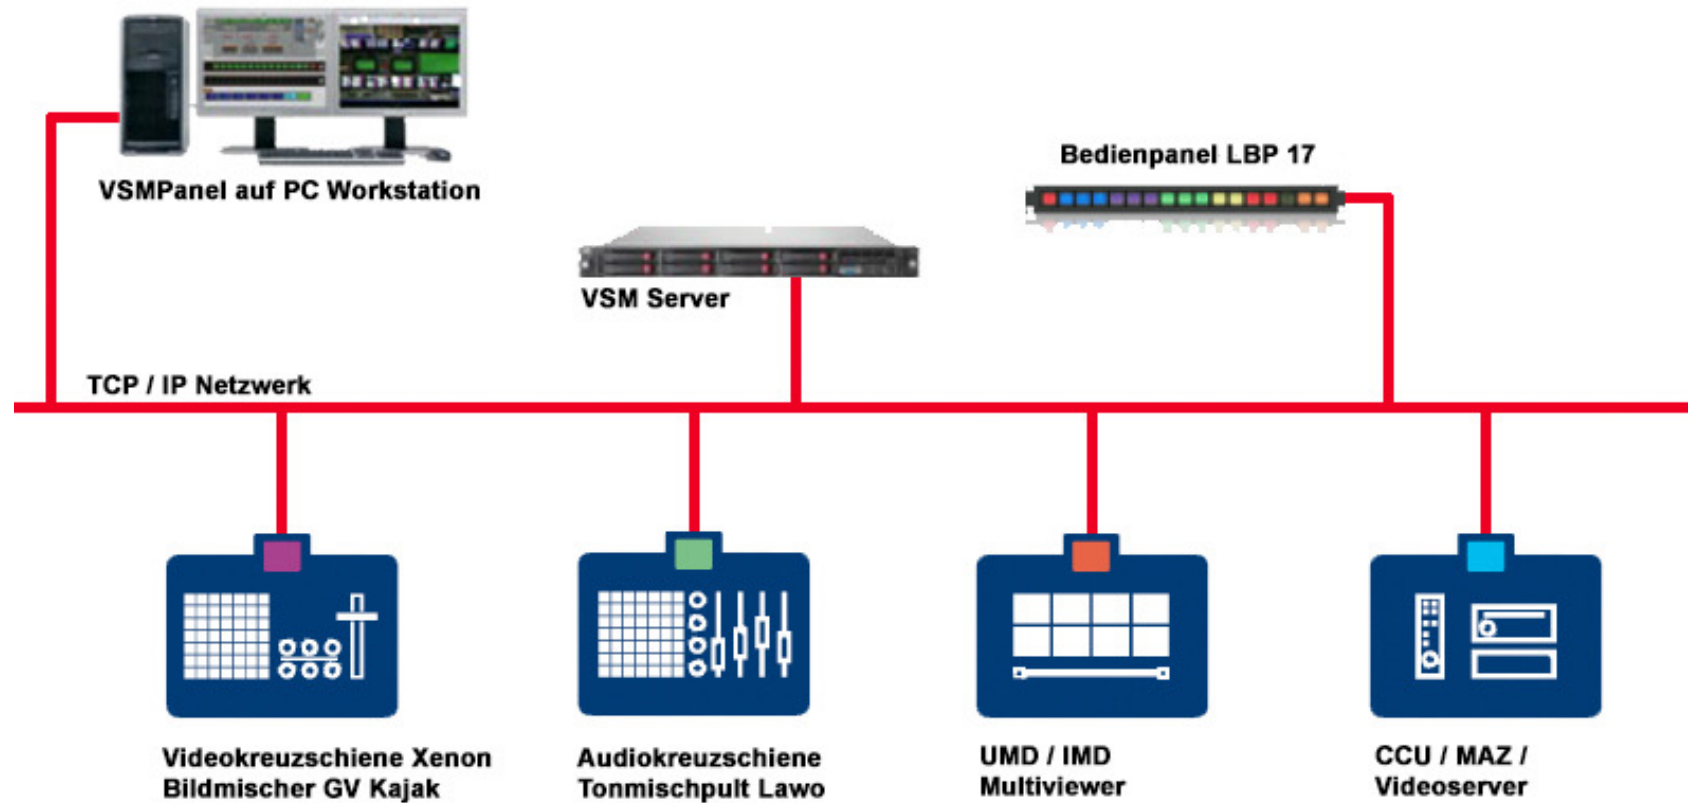 VSMPanel auf PC Workstation
Bedienpanel LBP 17
VSM Server
TCP / IP Netzwerk
Videokreuzschiene Xenon
Bildmischer GV Kajak
Audiokreuzschiene
Tonmischpult Lawo
UMD / IMD
Multiviewer
CCU / MAZ /
Videoserver